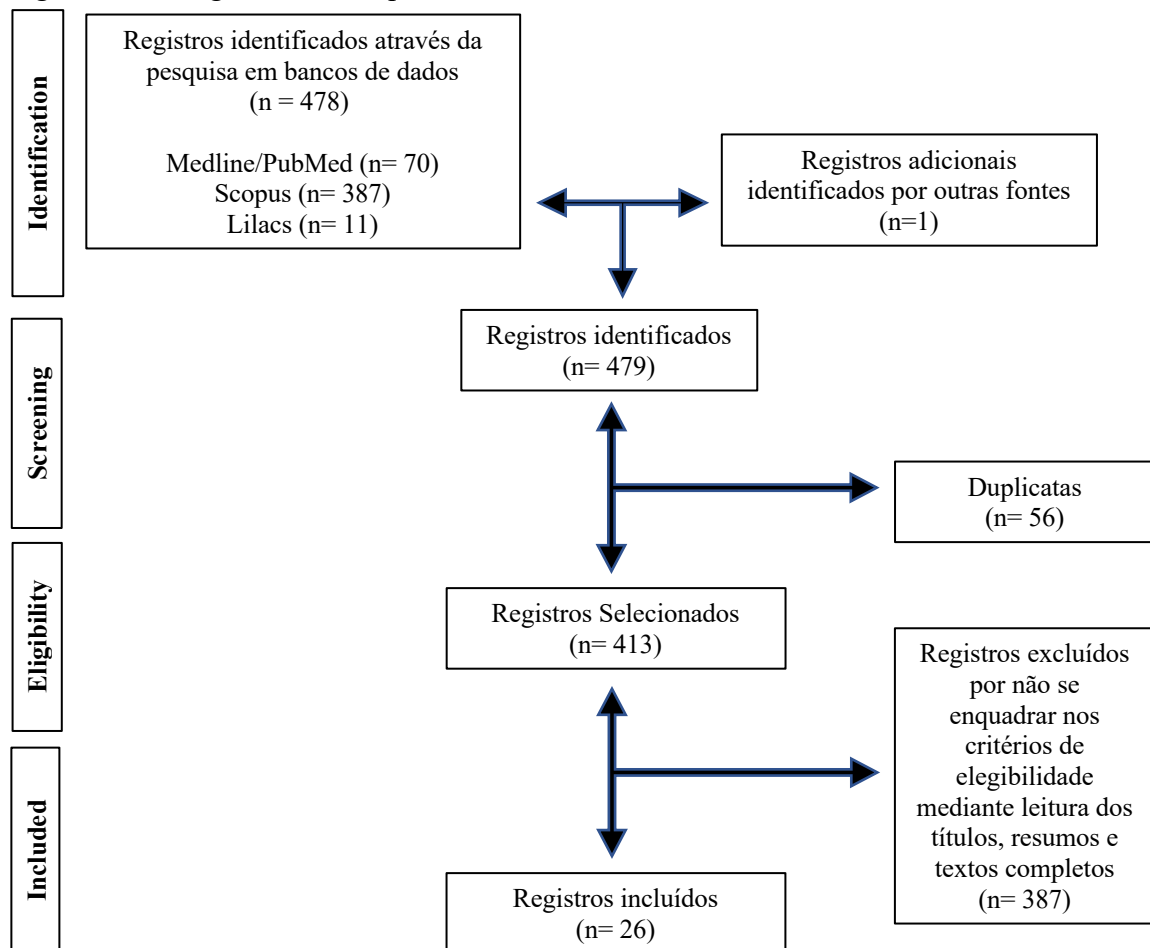 Identification
Registros identificados através da
pesquisa em bancos de dados
(n = 478)
Medline/PubMed (n= 70)
Scopus (n= 387)
Lilacs (n= 11)
Registros adicionais
identificados por outras fontes
(n=1)
Registros identificados
(n= 479)
Screening
Duplicatas
(n= 56)
Eligibility
Registros Selecionados
(n= 413)
Registros excluídos
por não se
enquadrar nos
critérios de
elegibilidade
mediante leitura dos
títulos, resumos e
textos completos
(n= 387)
Included
Registros incluídos
(n= 26)